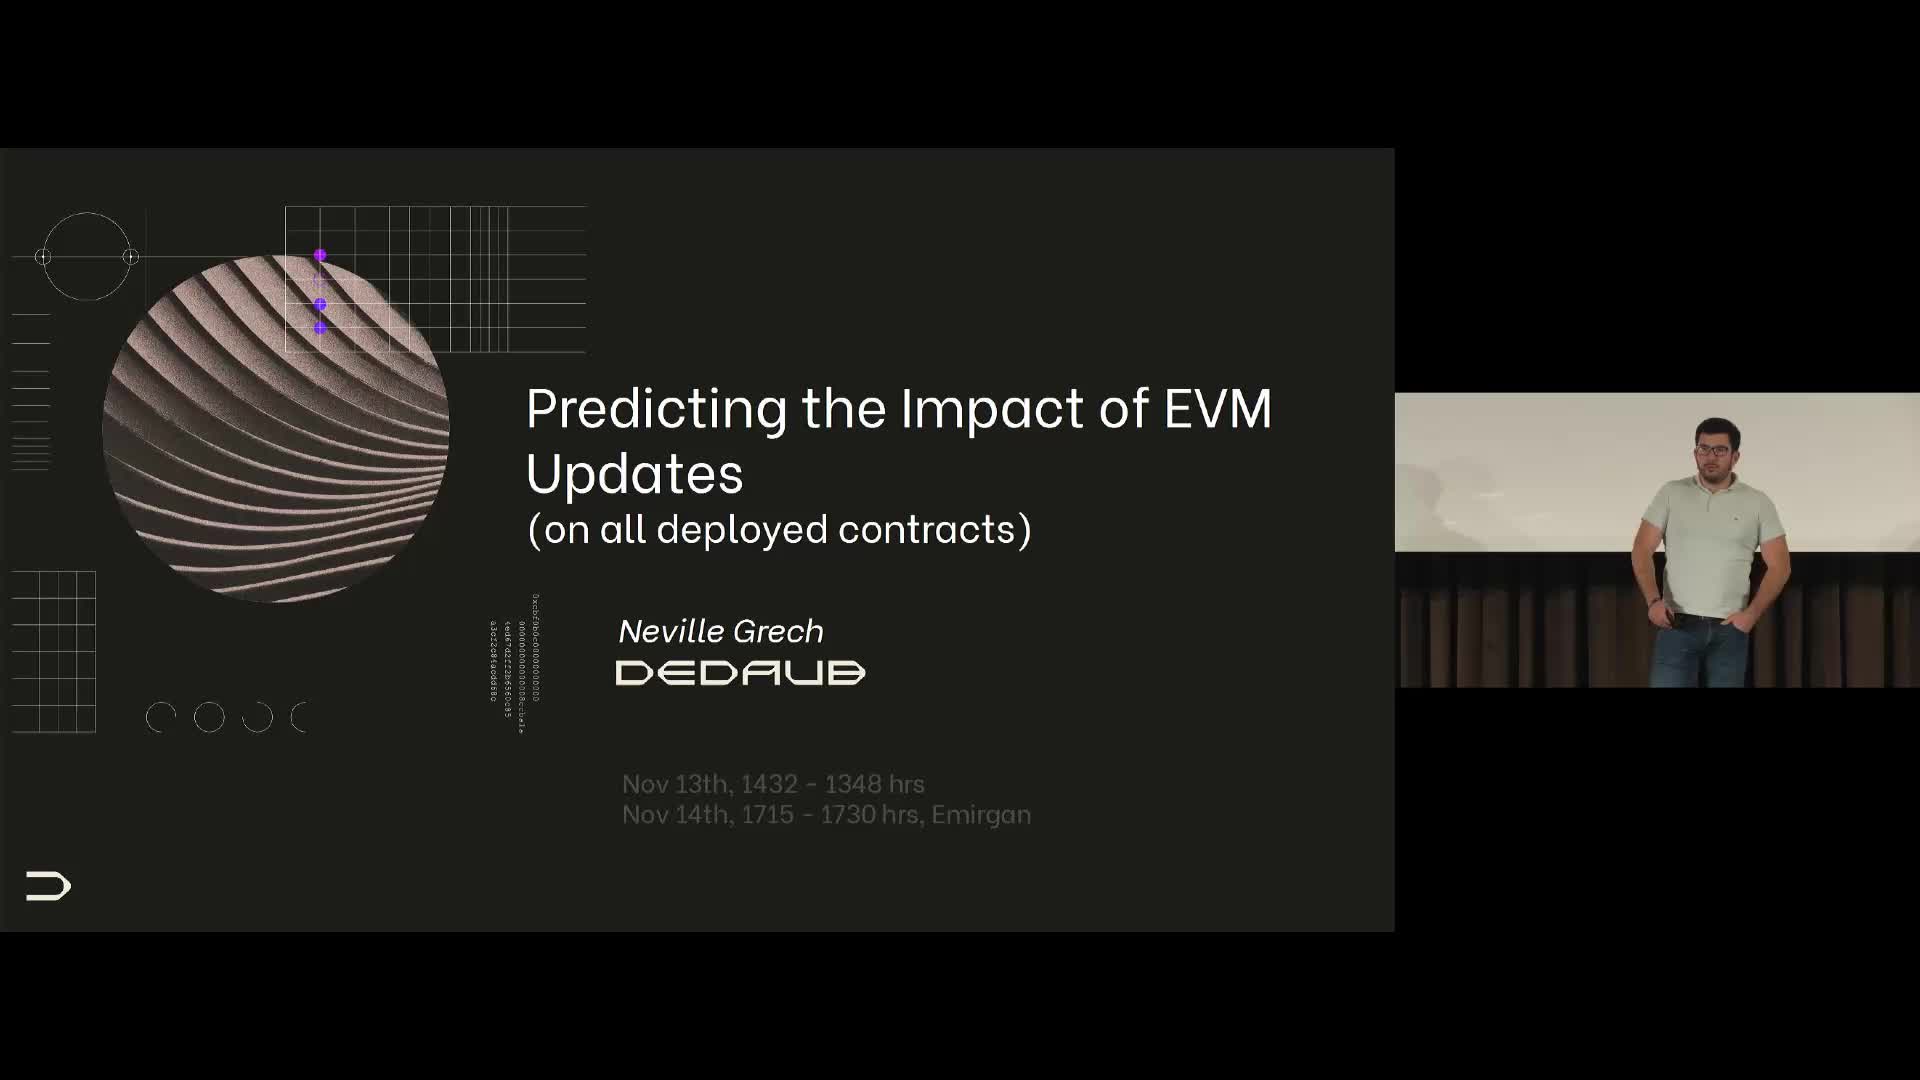 Predicting the Impact of EVM
Updates
(on all deployed contracts)
Neville Grech
DEDAUB
Nov 13th, 1432 - 1348 hrs
Nov 14th, 1715 - 1730 hrs, Emirgan